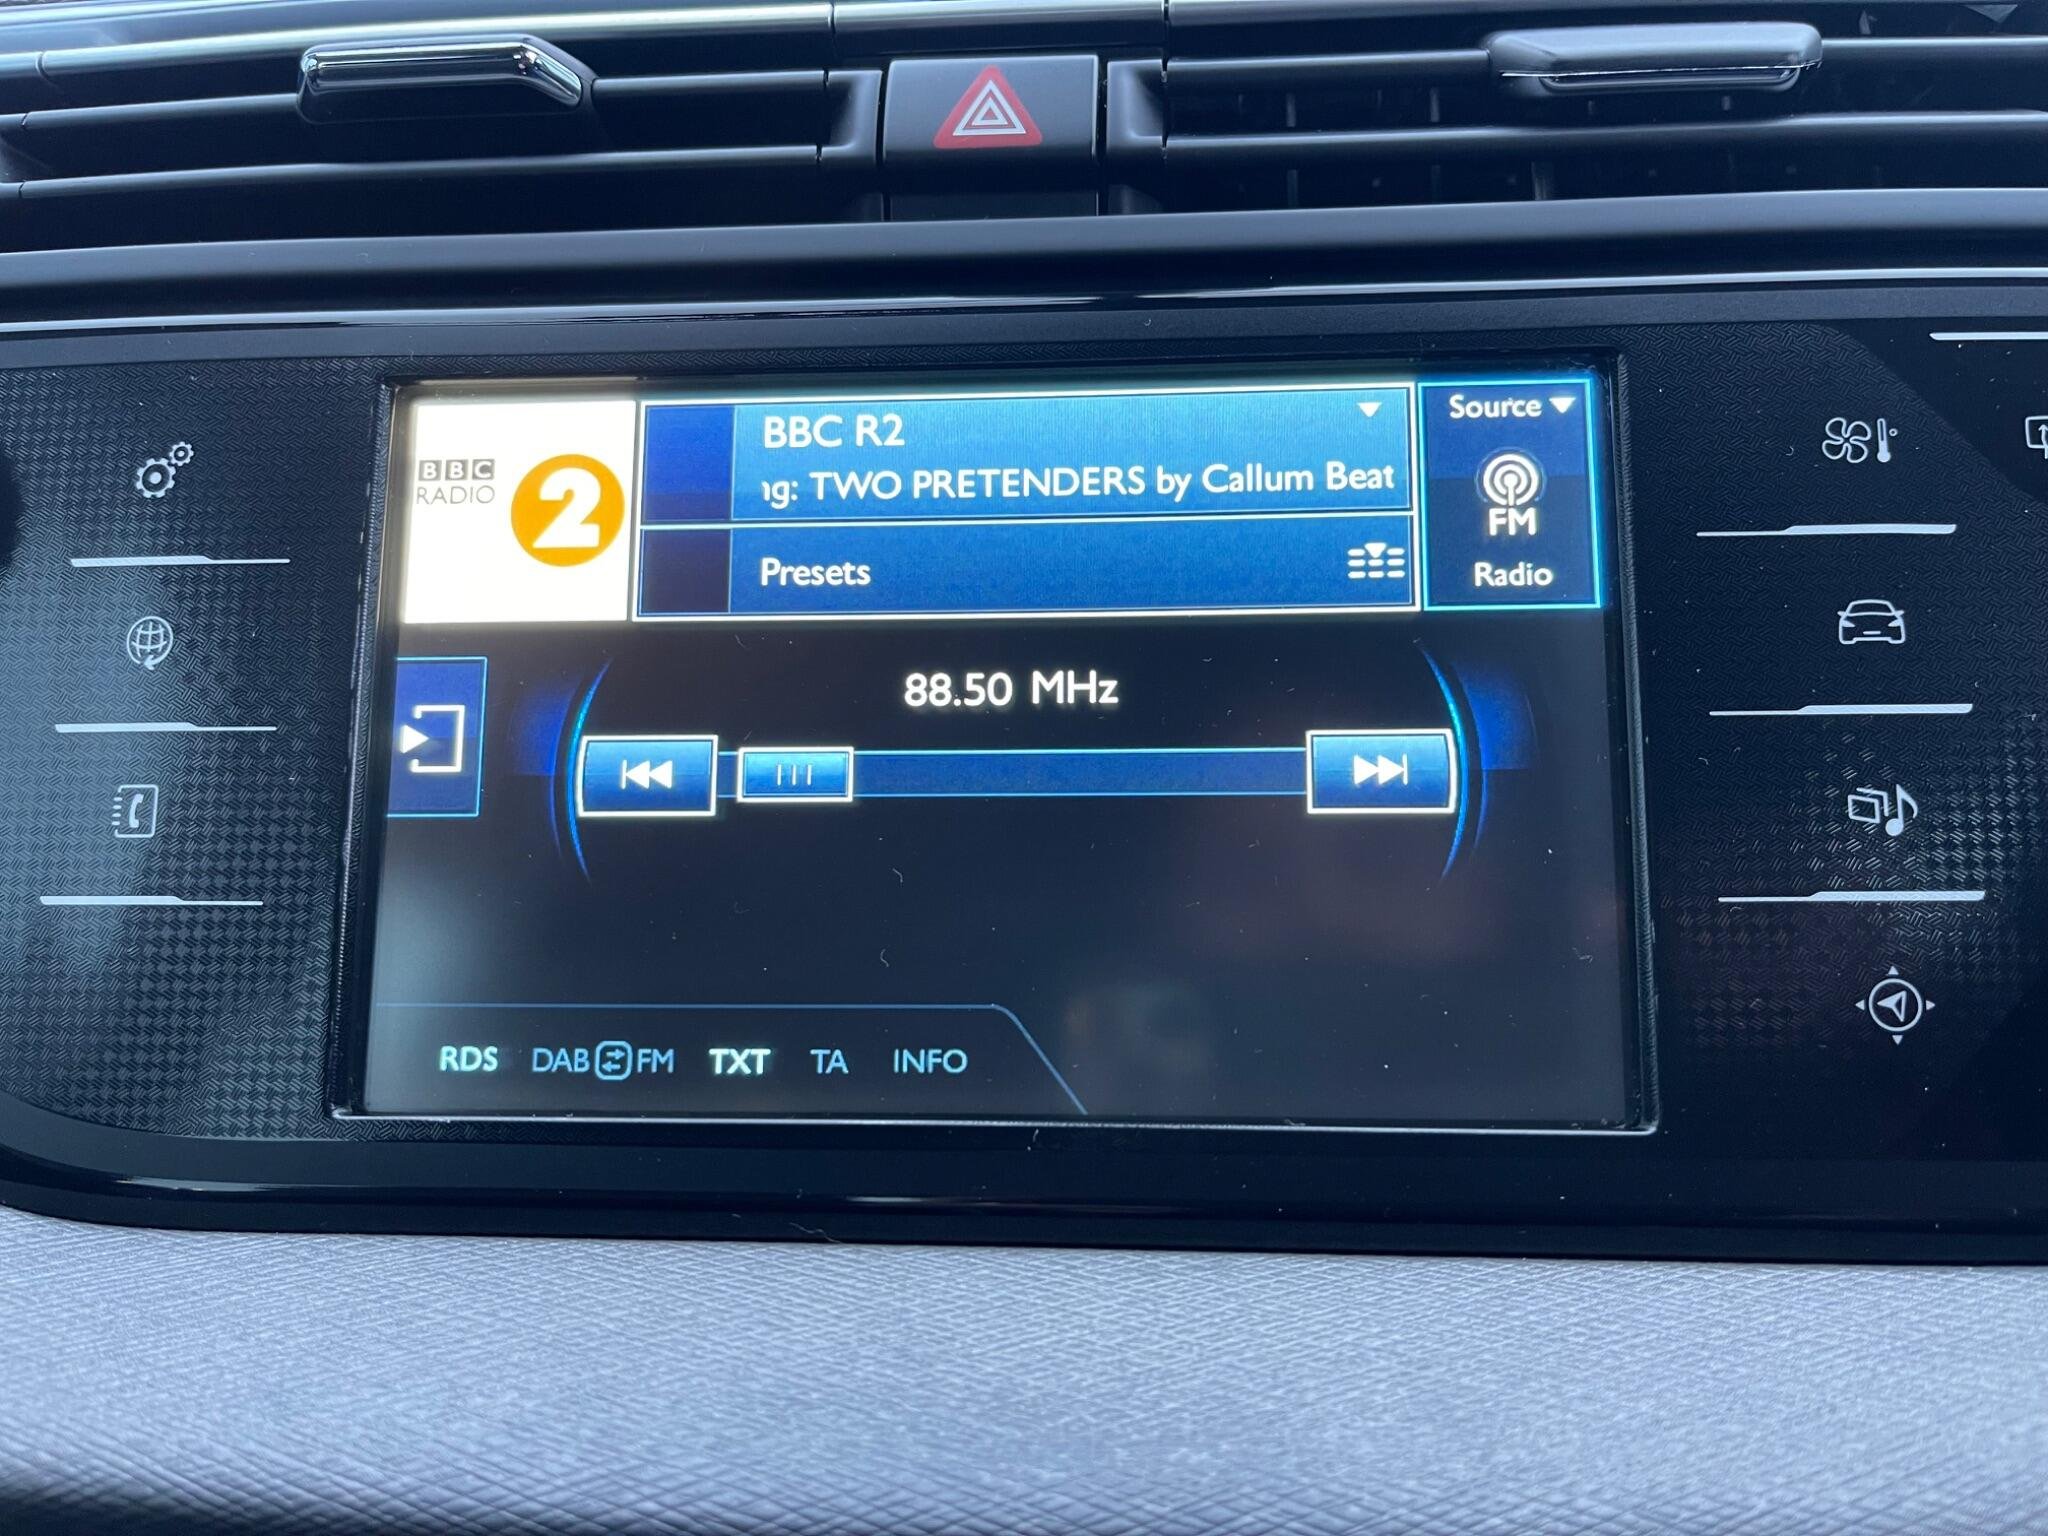 BBC
RADIO
2
BBC R2
ıg: TWO PRETENDERS by Callum Beat
Presets
Source
FM
Radio
88.50 MHz
RDS DAB FM TXT TA INFO